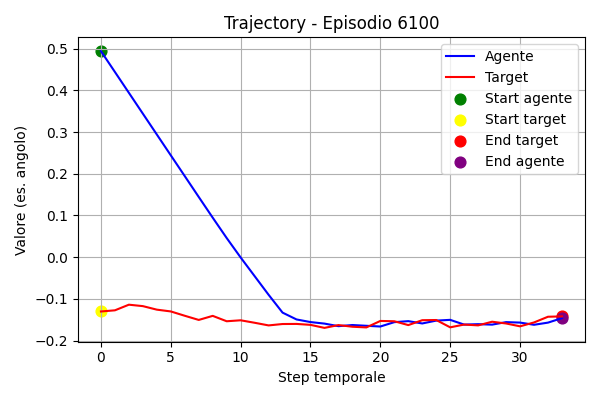 Trajectory - Episodio 6100
Valore (es. angolo)
0.5
0.4
0.3
0.2
0.1
0.0
−0.1
−0.2
Agente
Target
Start agente
Start target
End target
End agente
0 5 10 15 20 25 30
Step temporale